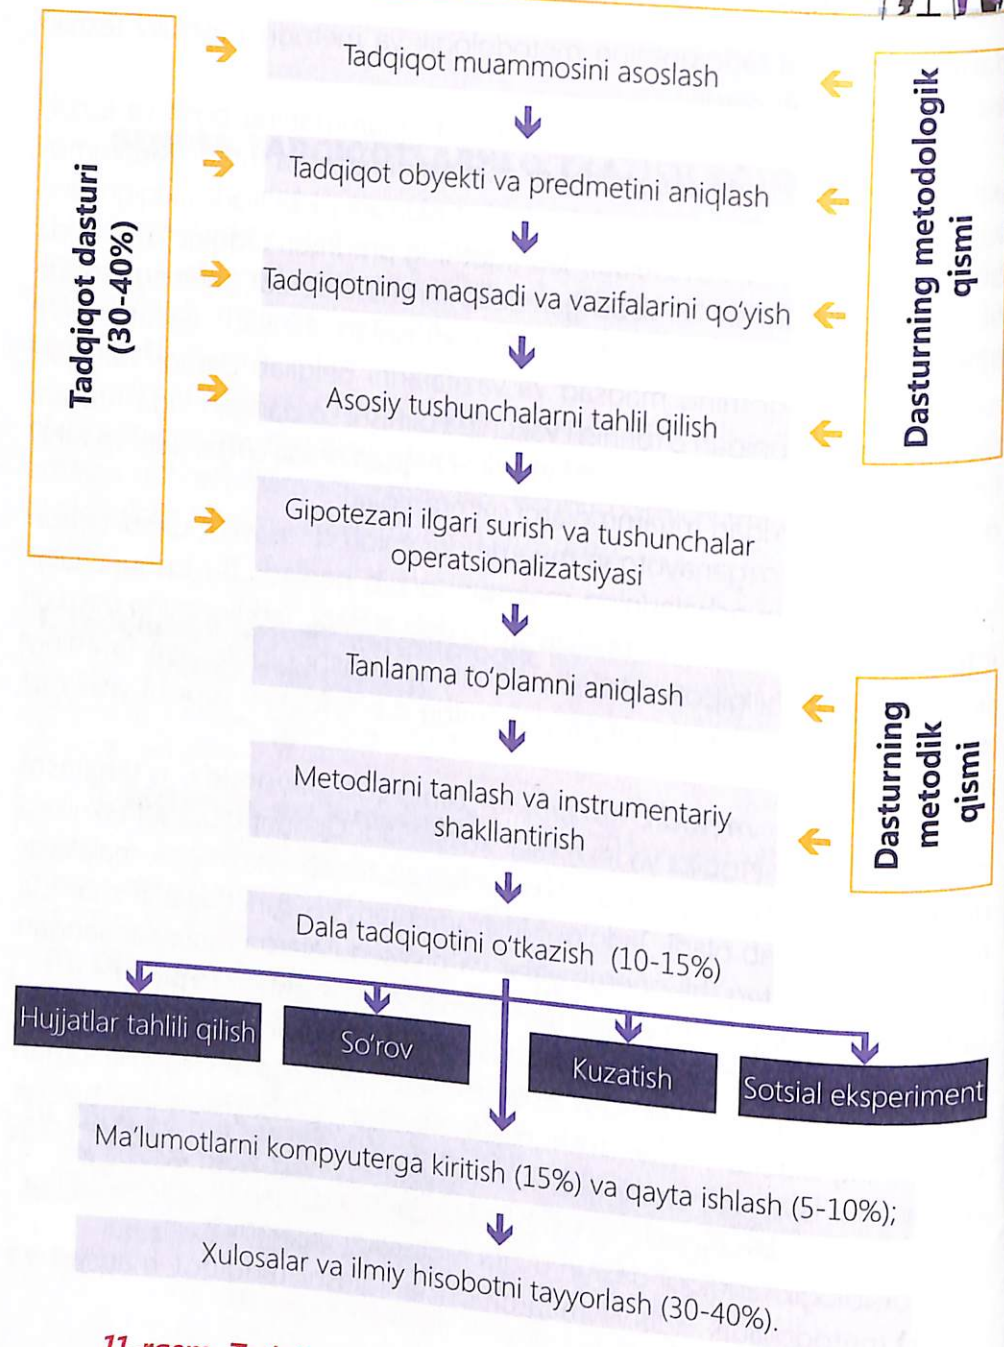 Tadqiqot dasturi
(30-40%)
Tadqiqot muammosini asoslash
Tadqiqot obyekti va predmetini aniqlash
Tadqiqotning maqsadi va vazifalarini qo‘yish
Asosiy tushunchalarni tahlil qilish
Gipotezani ilgari surish va tushunchalar
operatsionalizatsiyasi
Dasturning metodologik
qismi
Tanlanma to‘plamni aniqlash
Metodlarni tanlash va instrumentariy
shakllantirish
Dasturning
metodik
qismi
Dala tadqiqotini o‘tkazish (10-15%)
Hujjatlar tahlili qilish
So‘rov
Kuzatish
Sotsial eksperiment
Ma’lumotlarni kompyuterga kiritish (15%) va qayta ishlash (5-10%);
Xulosalar va ilmiy hisobotni tayyorlash (30-40%).